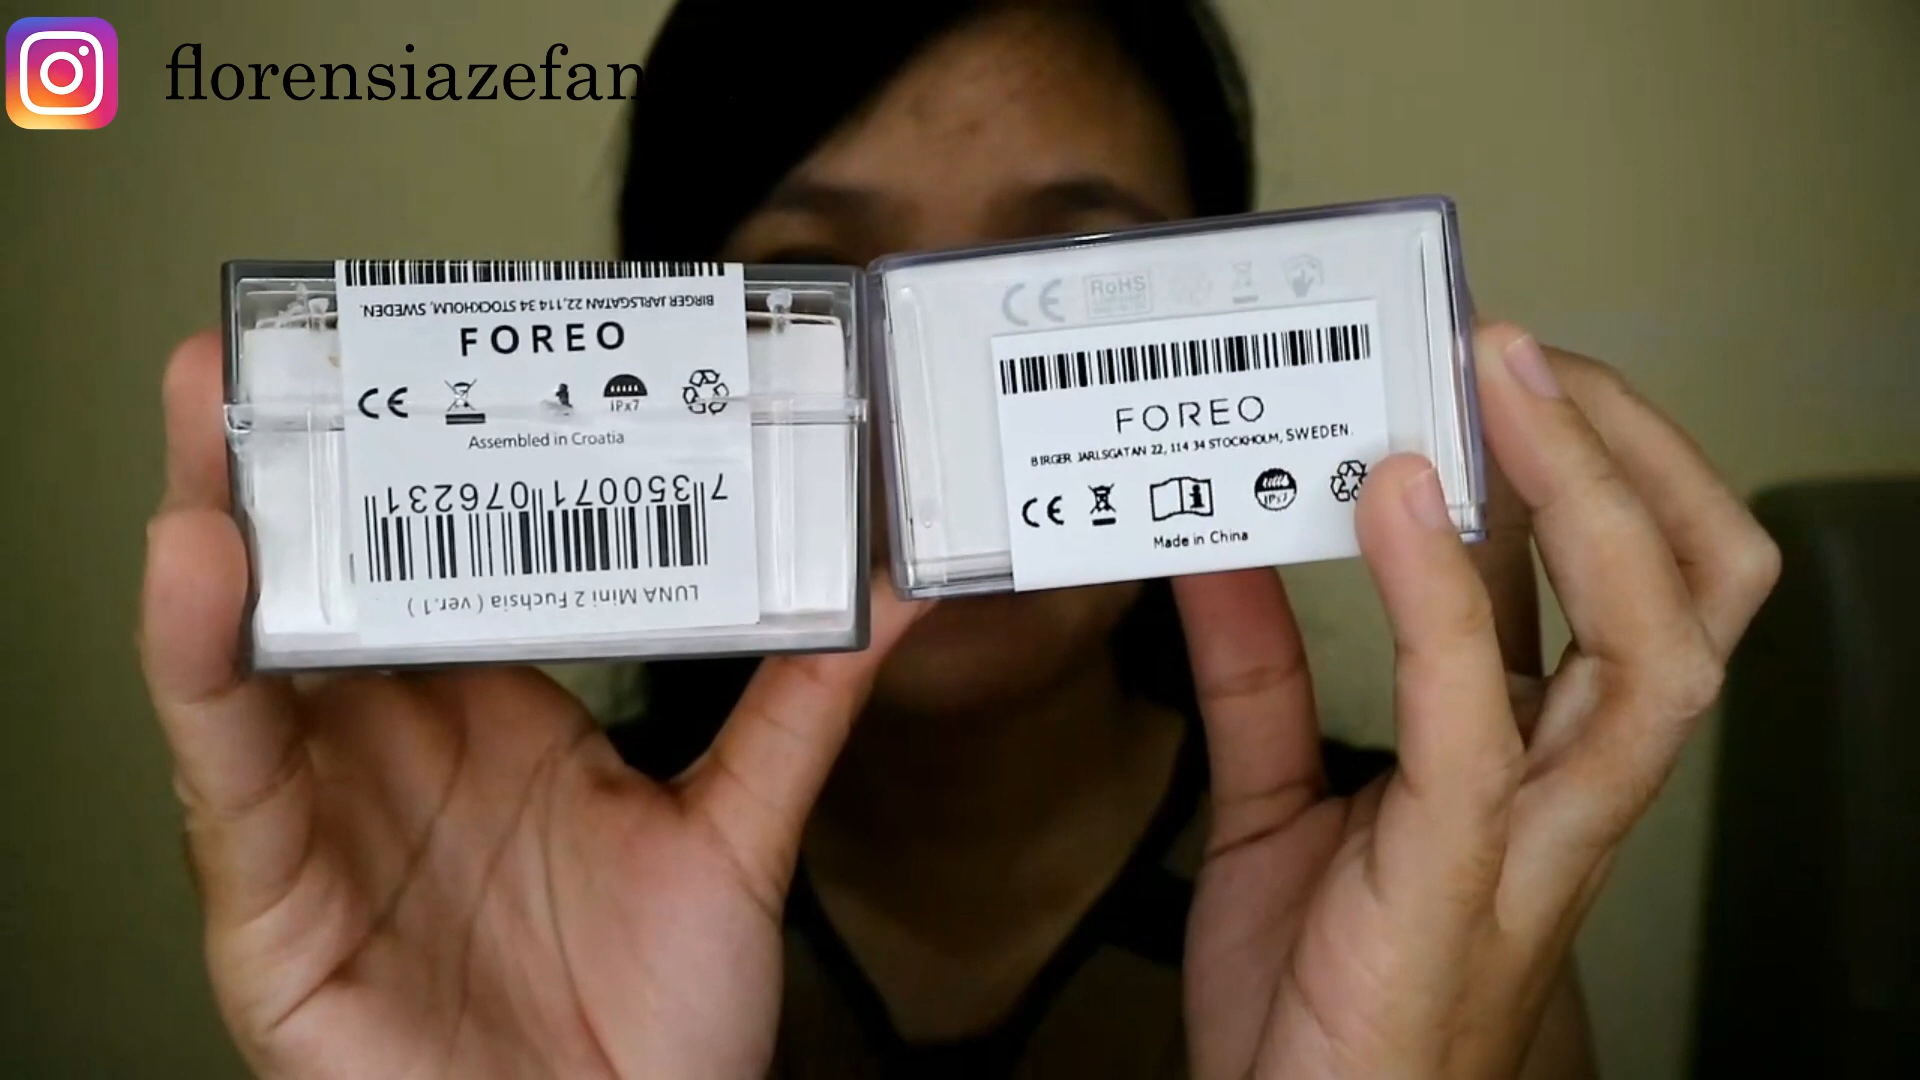 florensiazefan
BIRGER JARLSGATAN 22,114 34 STOCKHOLM, SWEDEN.
FOREO
CE
IPx7
Assembled in Croatia
7 350071 076231
LUNA Mini 2 Fuchsia ( ver.1 )
CE RoHS
FOREO
BIRGER JARLSGATAN 22, 114 34 STOCKHOLM, SWEDEN.
CE
IPx7
Made in China